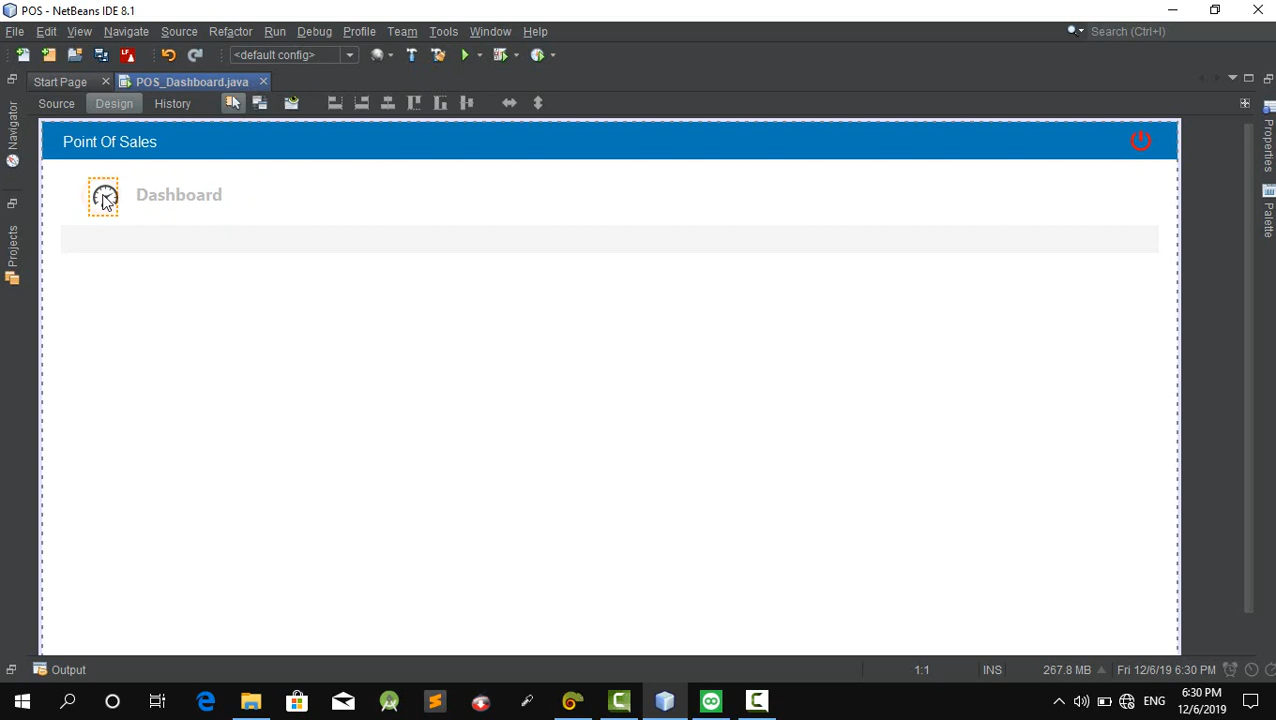 POS - NetBeans IDE 8.1
File Edit View Navigate Source Refactor Run Debug Profile Team Tools Window Help
Search (Ctrl+I)
<default config>
Start Page
POS_Dashboard.java
Source Design History
Navigator
Projects
Properties
Palette
Point Of Sales
Dashboard
Output
1:1
INS
267.8 MB
Fri 12/6/19 6:30 PM
ENG
6:30 PM
12/6/2019